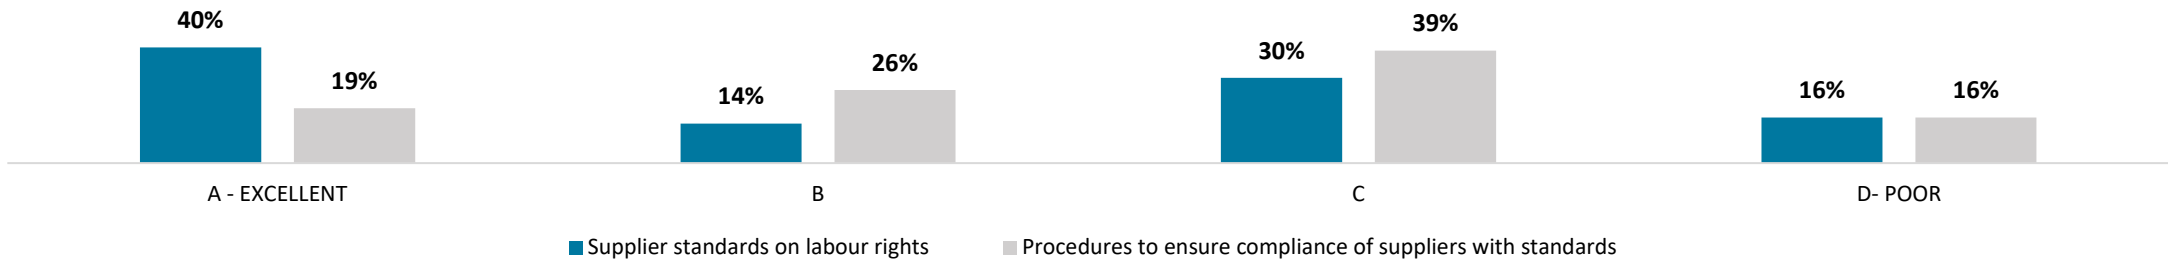 40%
19%
14%
26%
30%
39%
16%
16%
A - EXCELLENT
B
C
D- POOR
Supplier standards on labour rights
Procedures to ensure compliance of suppliers with standards